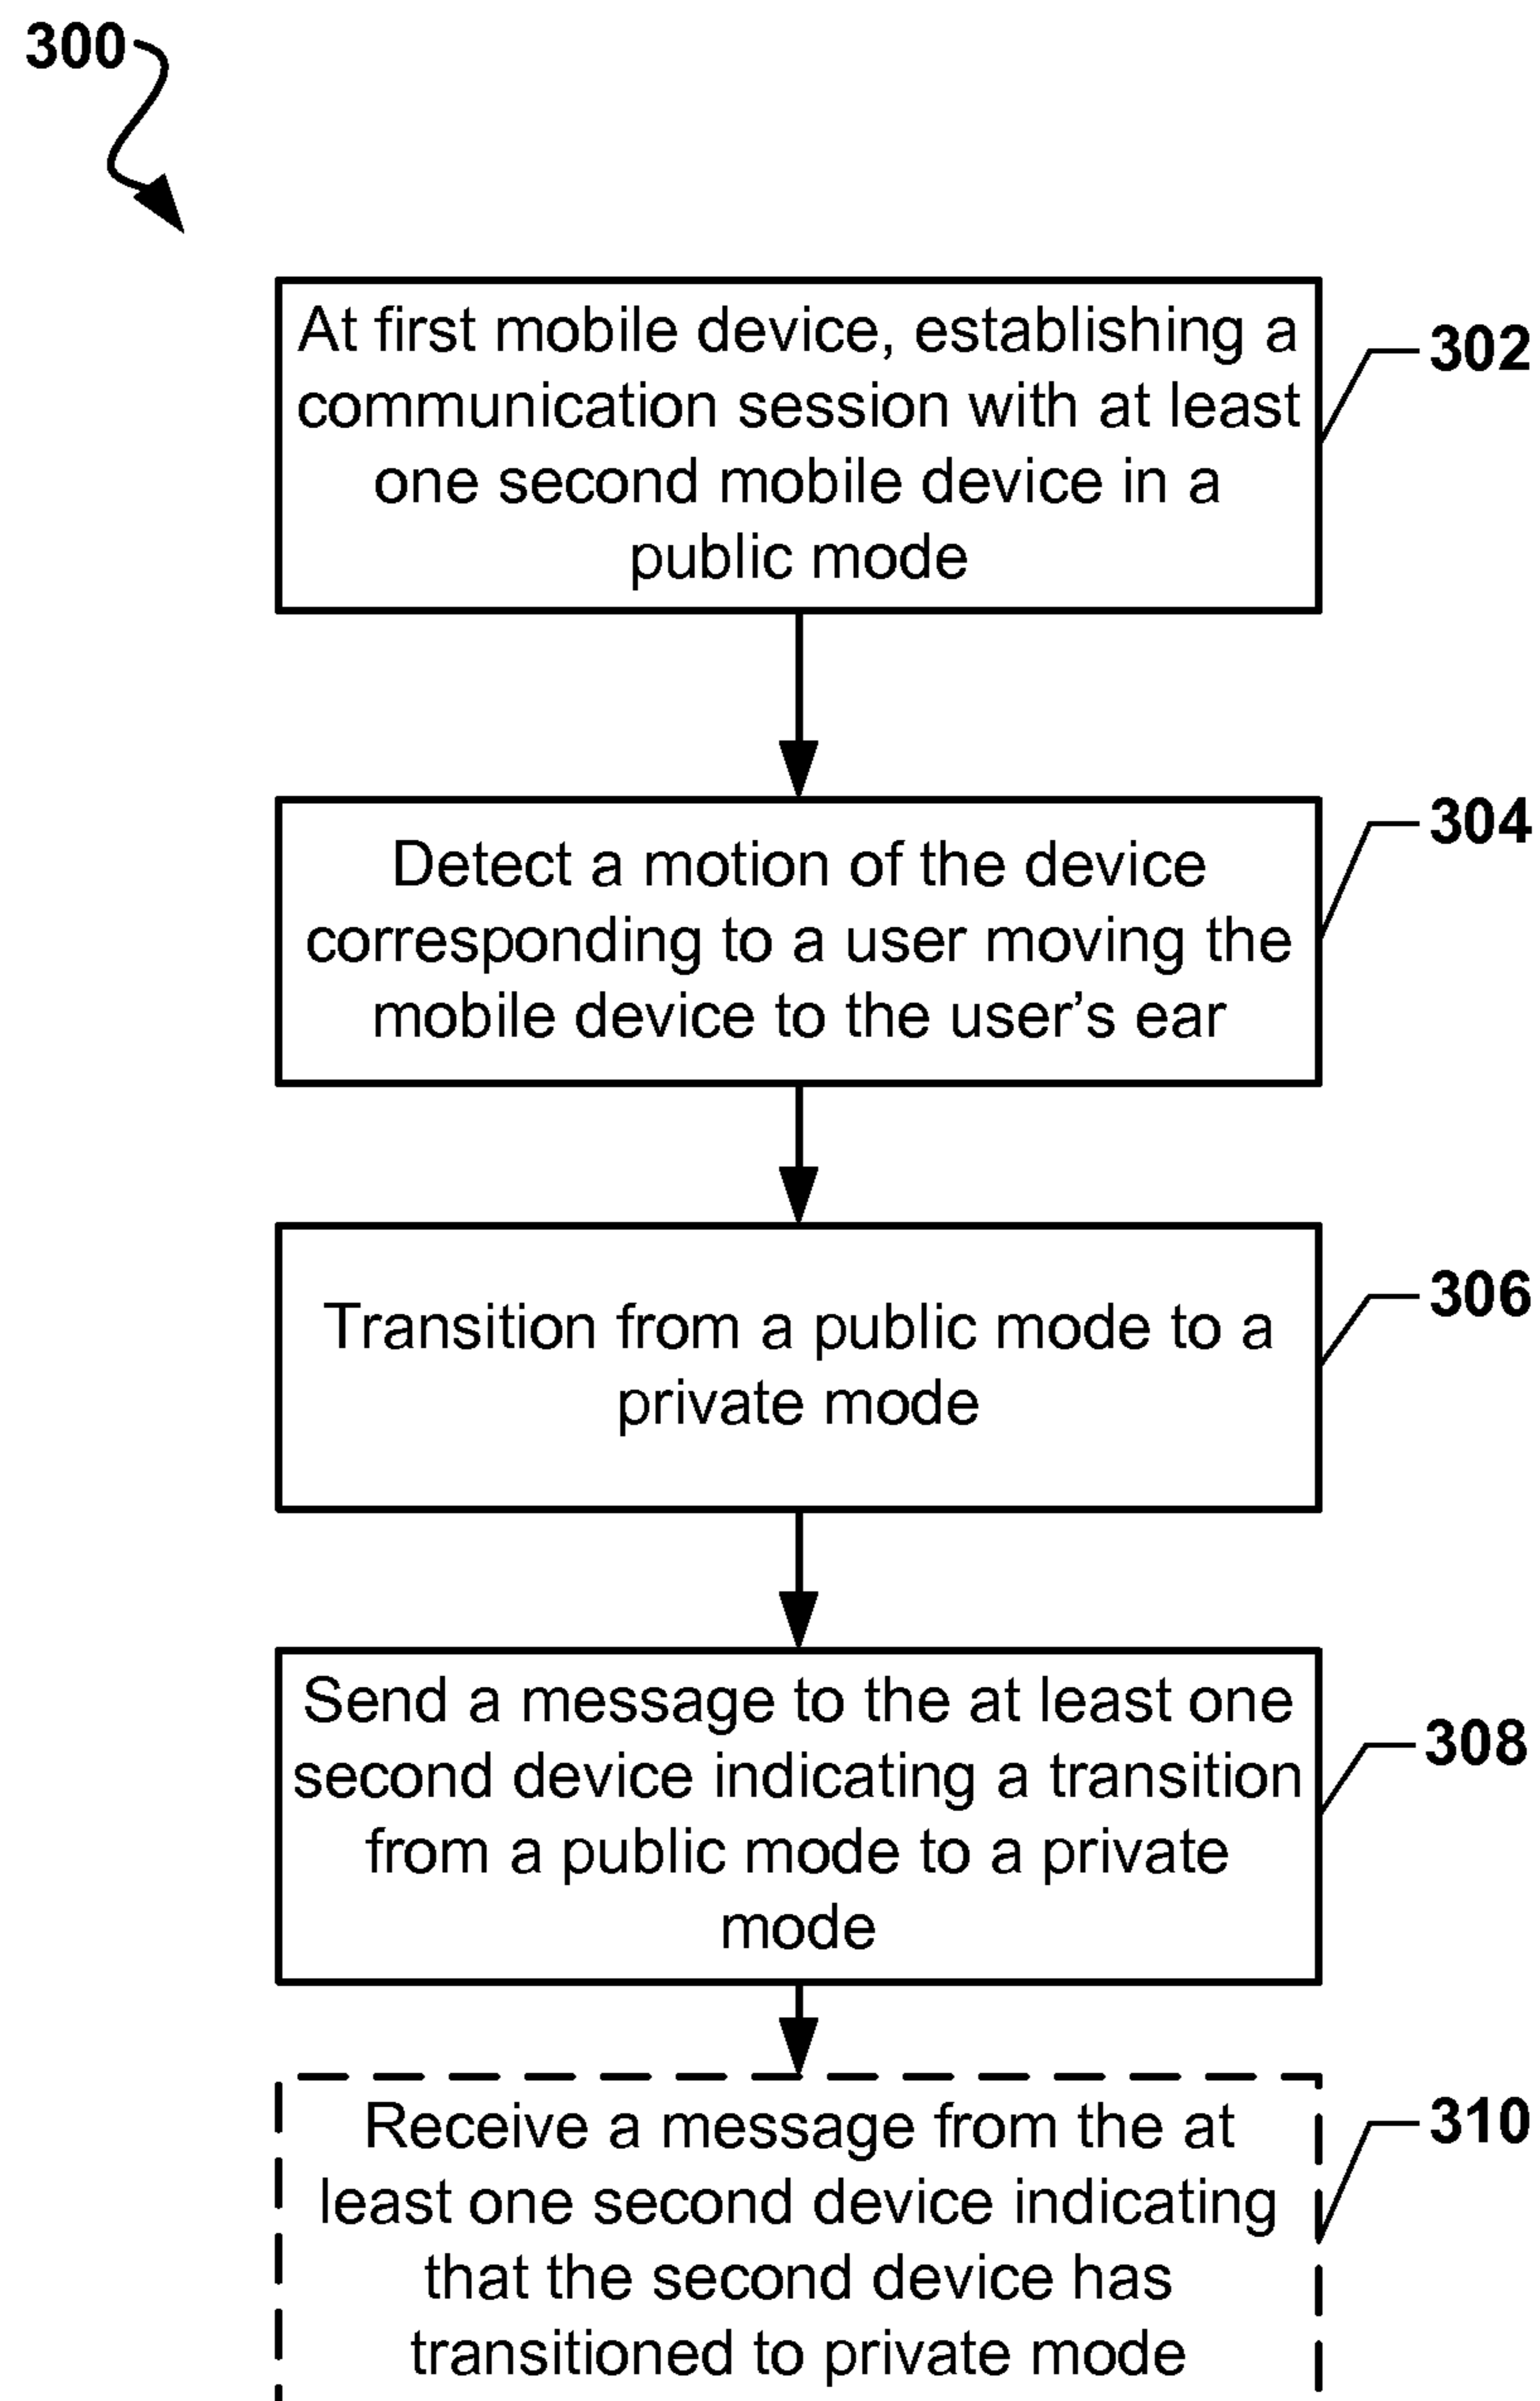 300
At first mobile device, establishing a
communication session with at least
one second mobile device in a
public mode
302
Detect a motion of the device
corresponding to a user moving the
mobile device to the user’s ear
304
Transition from a public mode to a
private mode
306
Send a message to the at least one
second device indicating a transition
from a public mode to a private
mode
308
Receive a message from the at
least one second device indicating
that the second device has
transitioned to private mode
310